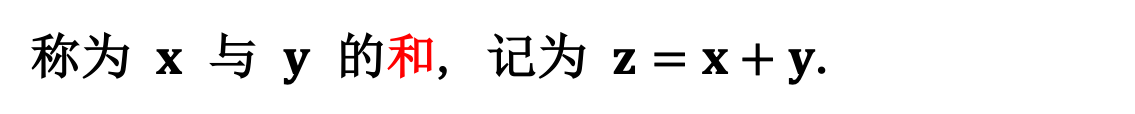 称为 x 与 y 的和, 记为 z = x + y.